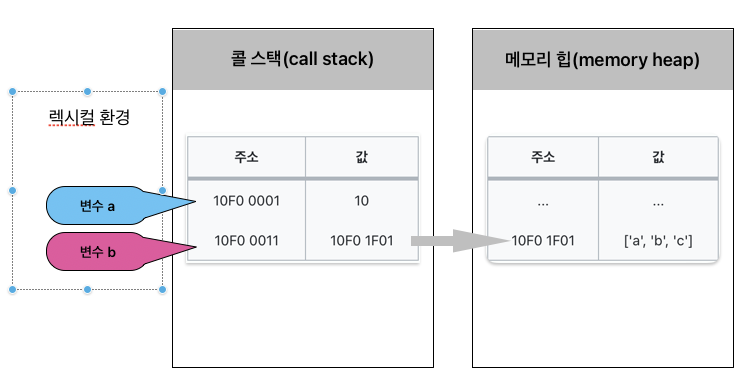 콜 스택(call stack)
메모리 힙(memory heap)
렉시컬 환경
주소 값
주소 값
변수 a
10F0 0001 10
... ...
변수 b
10F0 0011 10F0 1F01
10F0 1F01 ['a', 'b', 'c']